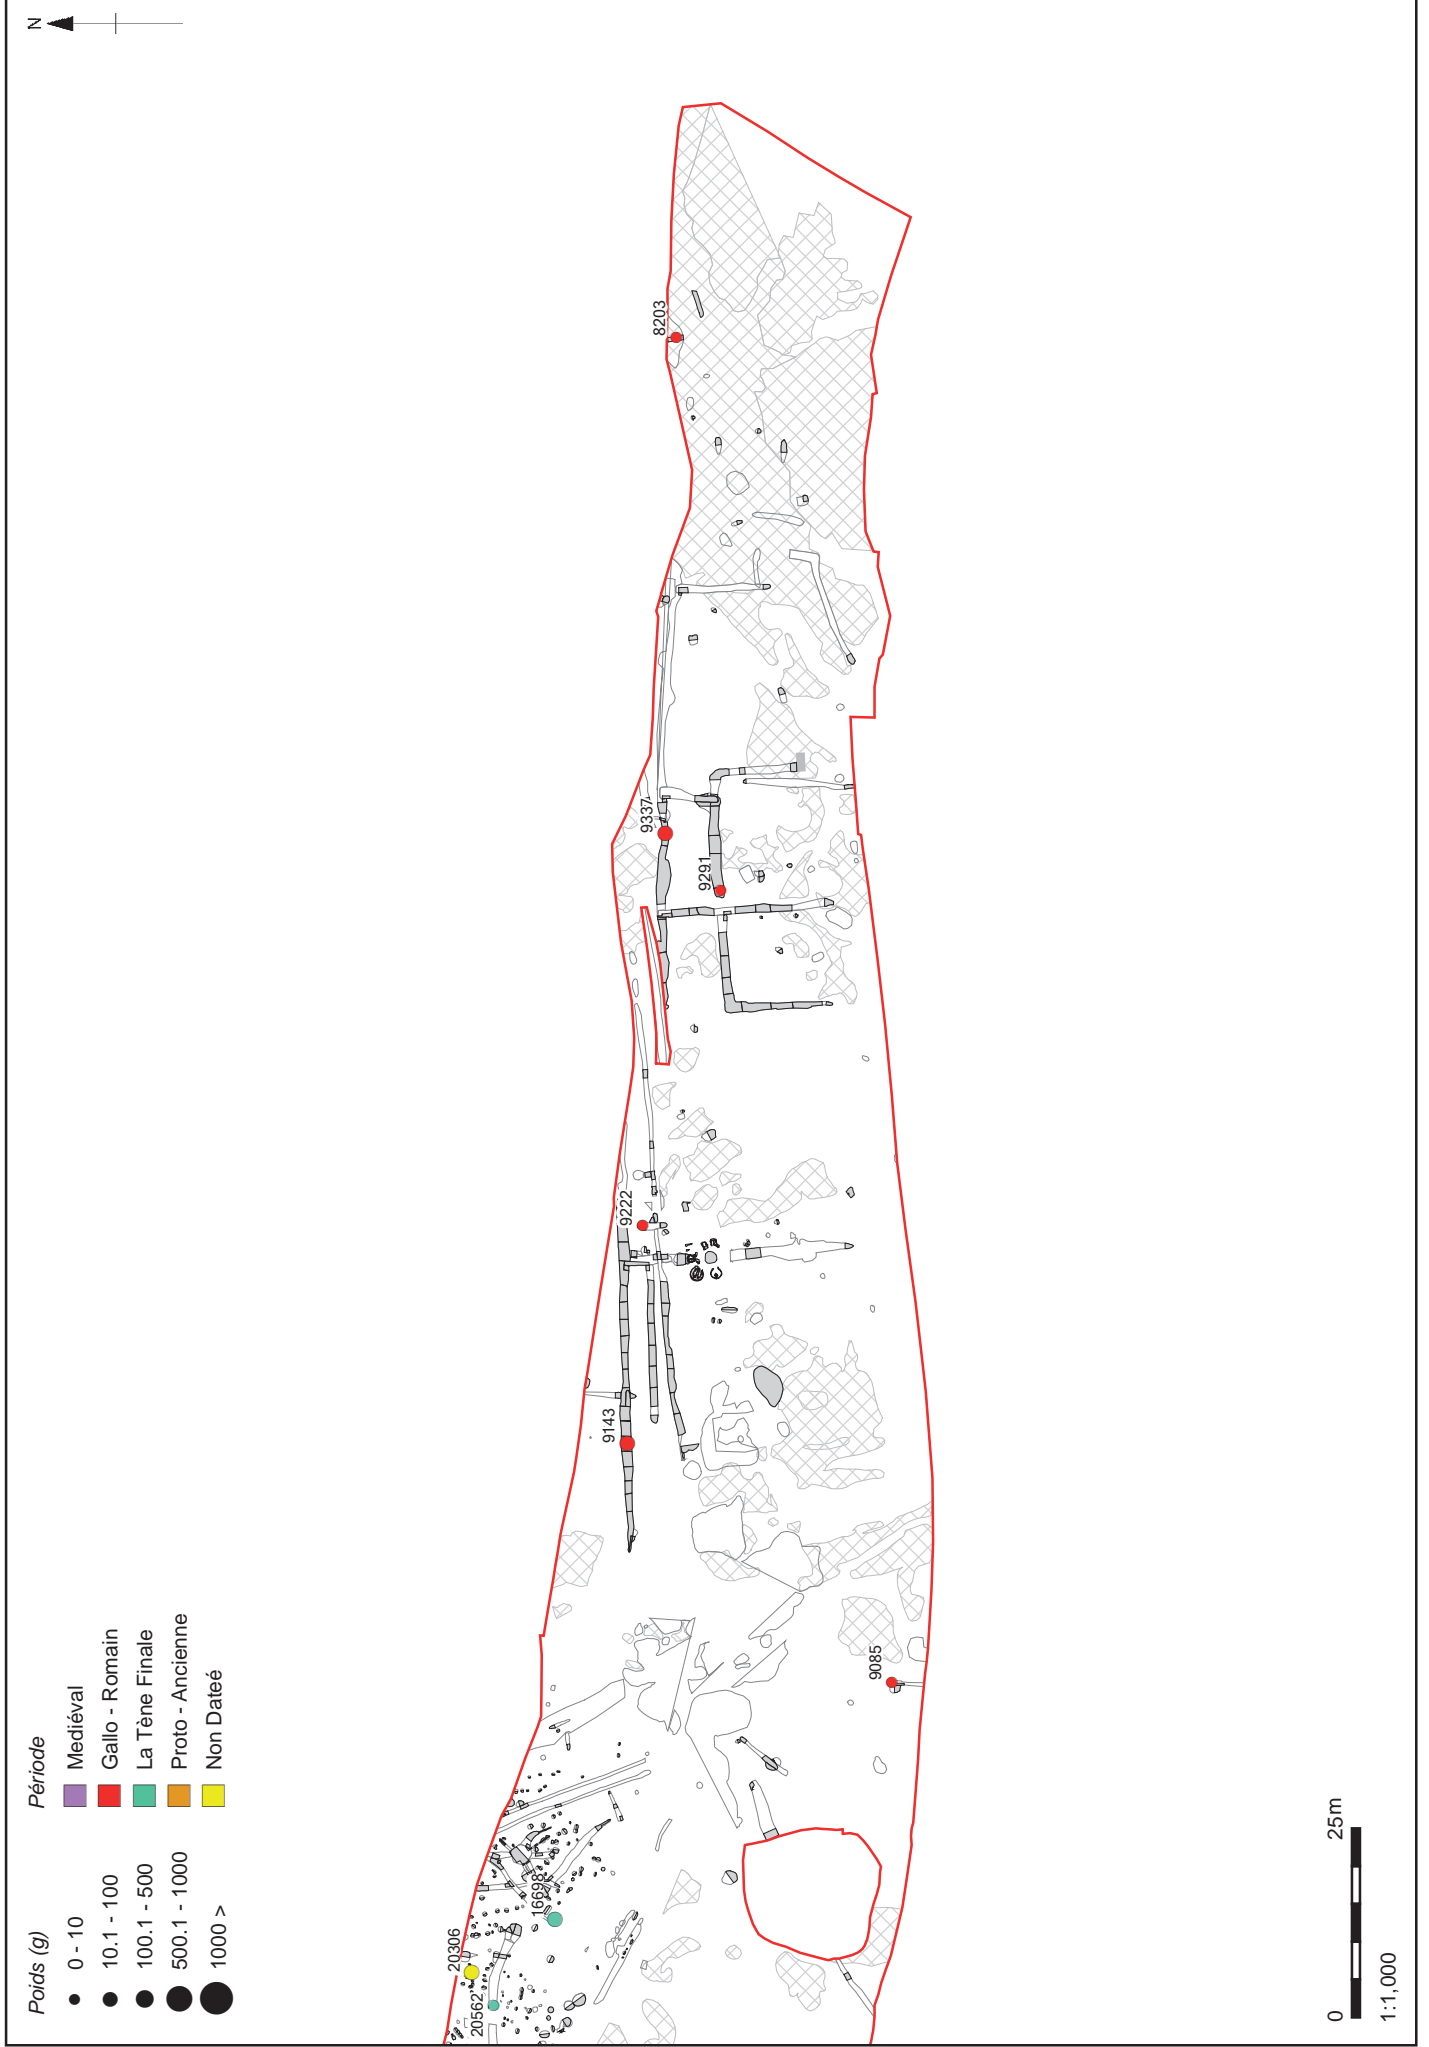 N
Poids (g)
0 - 10
10.1 - 100
100.1 - 500
500.1 - 1000
1000 >
Période
Mediéval
Gallo - Romain
La Tène Finale
Proto - Ancienne
Non Dateé
20306
20562
16698
9143
9222
9337
9291
8203
9085
0
25m
1:1,000